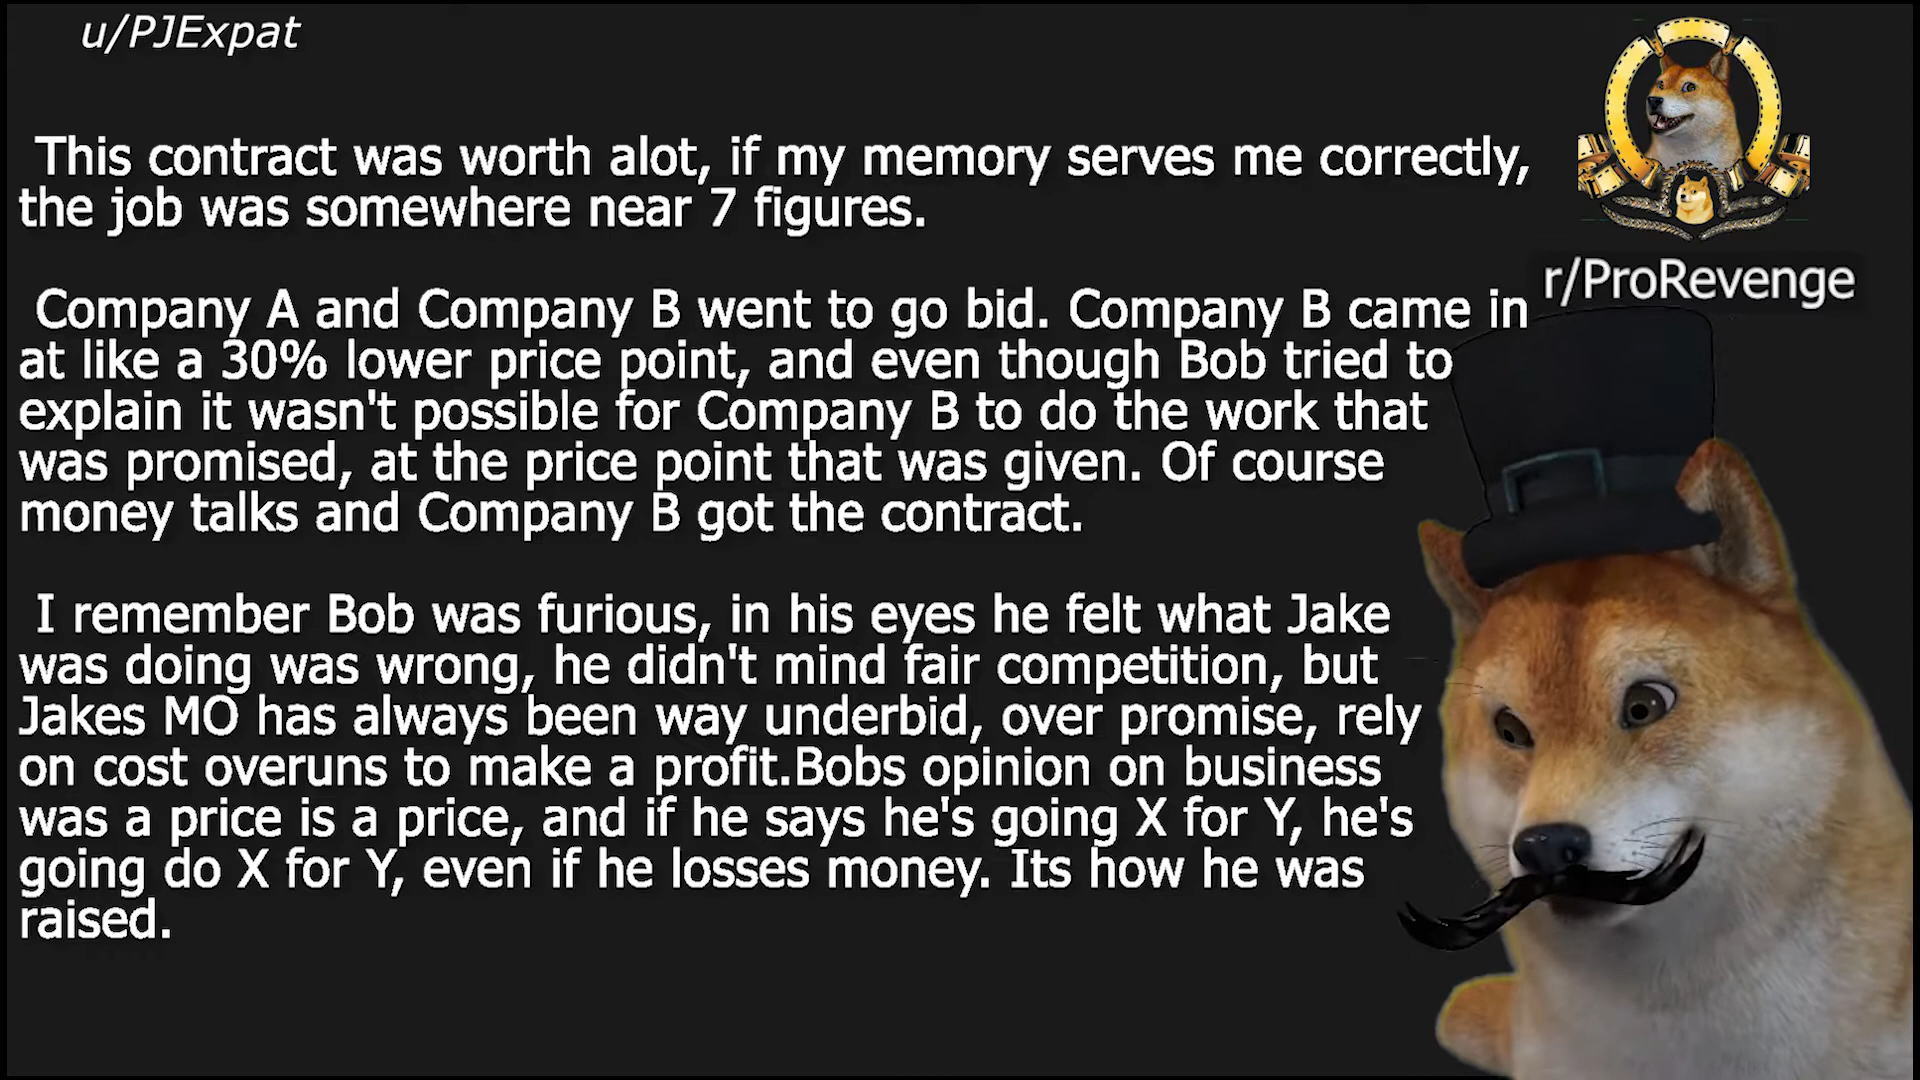 u/PJExpat
This contract was worth alot, if my memory serves me correctly,
the job was somewhere near 7 figures.
r/ProRevenge
Company A and Company B went to go bid. Company B came in
at like a 30% lower price point, and even though Bob tried to
explain it wasn't possible for Company B to do the work that
was promised, at the price point that was given. Of course
money talks and Company B got the contract.
I remember Bob was furious, in his eyes he felt what Jake
was doing was wrong, he didn't mind fair competition, but
Jakes MO has always been way underbid, over promise, rely
on cost overuns to make a profit.Bobs opinion on business
was a price is a price, and if he says he's going X for Y, he's
going do X for Y, even if he losses money. Its how he was
raised.